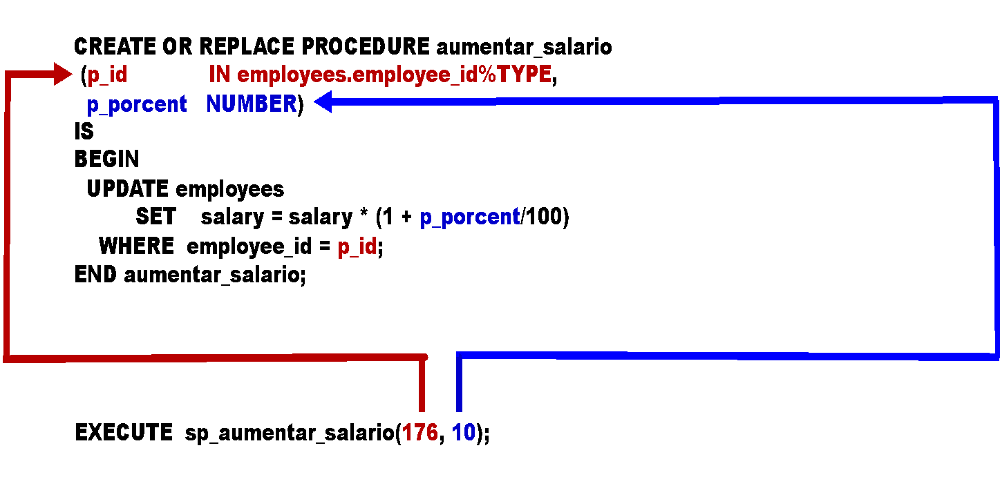 CREATE OR REPLACE PROCEDURE aumentar_salario
(p_id IN employees.employee_id%TYPE,
p_porcent NUMBER)
IS
BEGIN
UPDATE employees
SET salary = salary * (1 + p_porcent/100)
WHERE employee_id = p_id;
END aumentar_salario;
EXECUTE sp_aumentar_salario(176, 10);